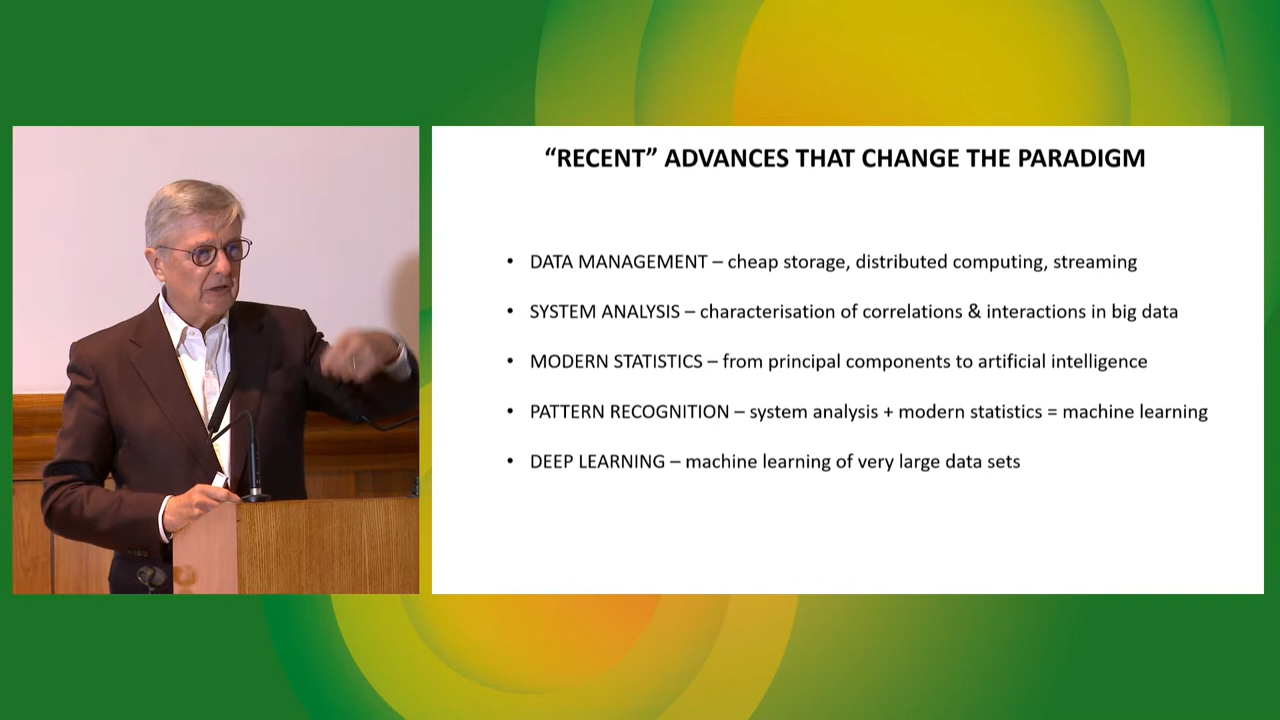 “RECENT” ADVANCES THAT CHANGE THE PARADIGM
• DATA MANAGEMENT – cheap storage, distributed computing, streaming
• SYSTEM ANALYSIS – characterisation of correlations & interactions in big data
• MODERN STATISTICS – from principal components to artificial intelligence
• PATTERN RECOGNITION – system analysis + modern statistics = machine learning
• DEEP LEARNING – machine learning of very large data sets